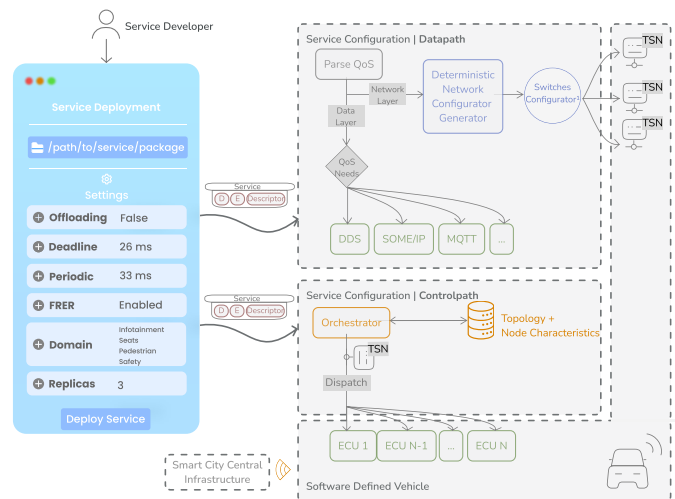 Service Developer
Service Deployment
/path/to/service/package
Settings
Offloading False
Deadline 26 ms
Periodic 33 ms
FRER Enabled
Domain
Infotainment
Seats
Pedestrian
Safety
Replicas 3
Deploy Service
Service
D E Descriptor
Service
D E Descriptor
Service Configuration | Datapath
Parse QoS
Network
Layer
Data
Layer
QoS
Needs
Deterministic
Network
Configurator
Generator
Switches
Configurator¹
TSN
TSN
TSN
DDS
SOME/IP
MQTT
...
Service Configuration | Controlpath
Orchestrator
Topology +
Node Characteristics
TSN
Dispatch
ECU 1
ECU N-1
...
ECU N
Smart City Central
Infrastructure
Software Defined Vehicle